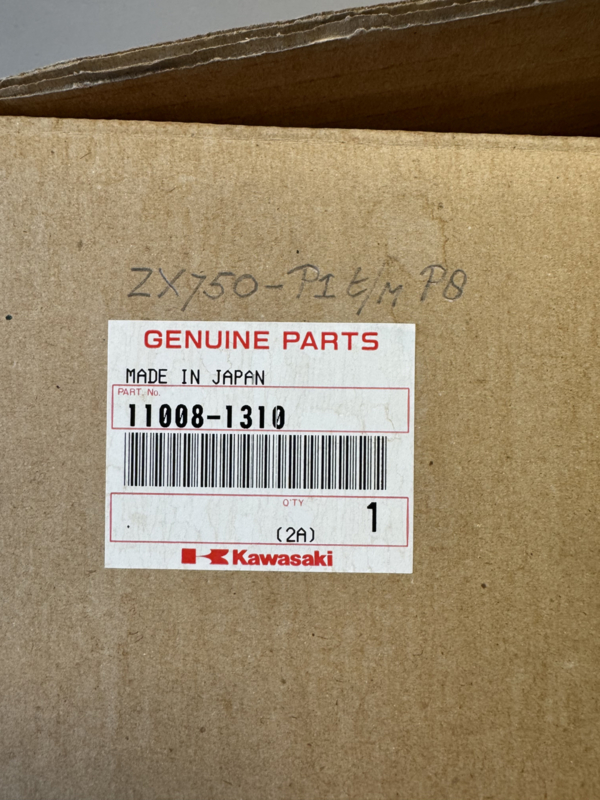 ZX750-P1 t/m P8
GENUINE PARTS
MADE IN JAPAN
PART. No.
11008-1310
Q'TY
1
(2A)
Kawasaki